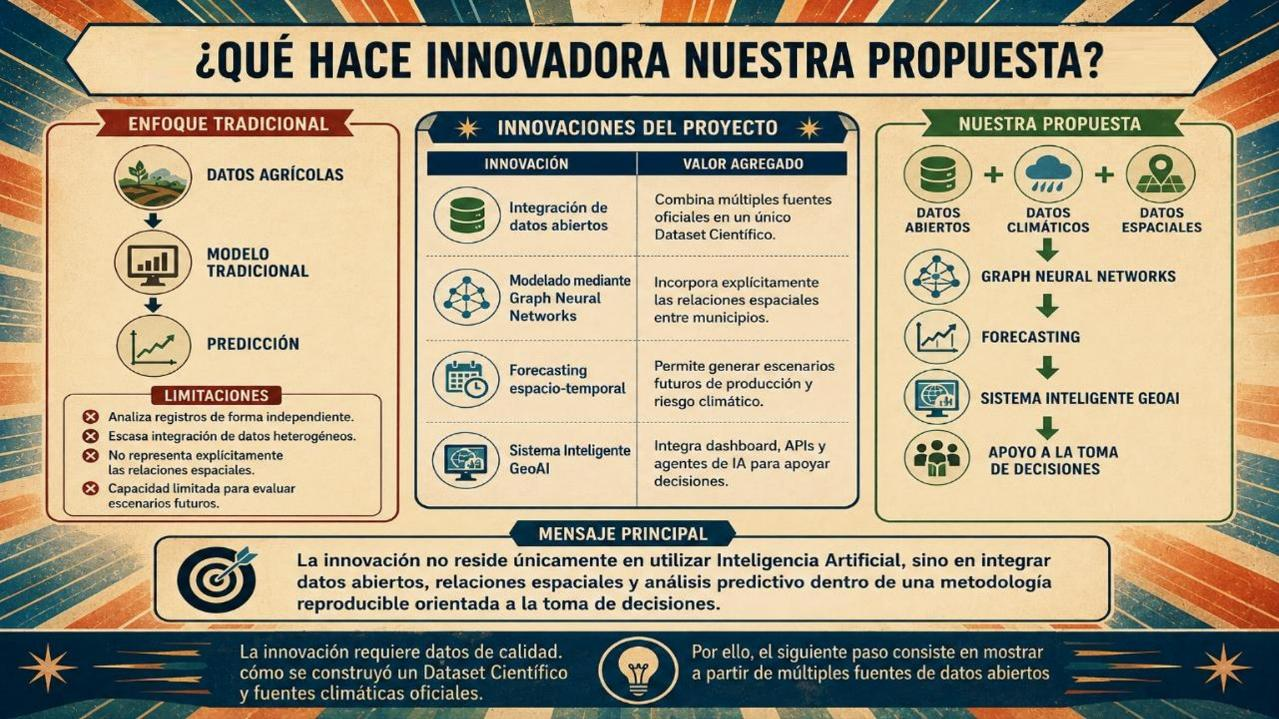 ¿QUÉ HACE INNOVADORA NUESTRA PROPUESTA?
ENFOQUE TRADICIONAL
DATOS AGRÍCOLAS
MODELO
TRADICIONAL
PREDICCIÓN
LIMITACIONES
Analiza registros de forma independiente.
Escasa integración de datos heterogéneos.
No representa explícitamente
las relaciones espaciales.
Capacidad limitada para evaluar
escenarios futuros.
INNOVACIONES DEL PROYECTO
INNOVACIÓN
VALOR AGREGADO
Integración de
datos abiertos
Combina múltiples fuentes
oficiales en un único
Dataset Científico.
Modelado mediante
Graph Neural
Networks
Incorpora explícitamente
las relaciones espaciales
entre municipios.
Forecasting
espacio-temporal
Permite generar escenarios
futuros de producción y
riesgo climático.
Sistema Inteligente
GeoAI
Integra dashboard, APIs y
agentes de IA para apoyar
decisiones.
NUESTRA PROPUESTA
DATOS
ABIERTOS
DATOS
CLIMÁTICOS
DATOS
ESPACIALES
GRAPH NEURAL NETWORKS
FORECASTING
SISTEMA INTELIGENTE GEOAI
APOYO A LA TOMA
DE DECISIONES
MENSAJE PRINCIPAL
La innovación no reside únicamente en utilizar Inteligencia Artificial, sino en integrar
datos abiertos, relaciones espaciales y análisis predictivo dentro de una metodología
reproducible orientada a la toma de decisiones.
La innovación requiere datos de calidad.
cómo se construyó un Dataset Científico
y fuentes climáticas oficiales.
Por ello, el siguiente paso consiste en mostrar
a partir de múltiples fuentes de datos abiertos